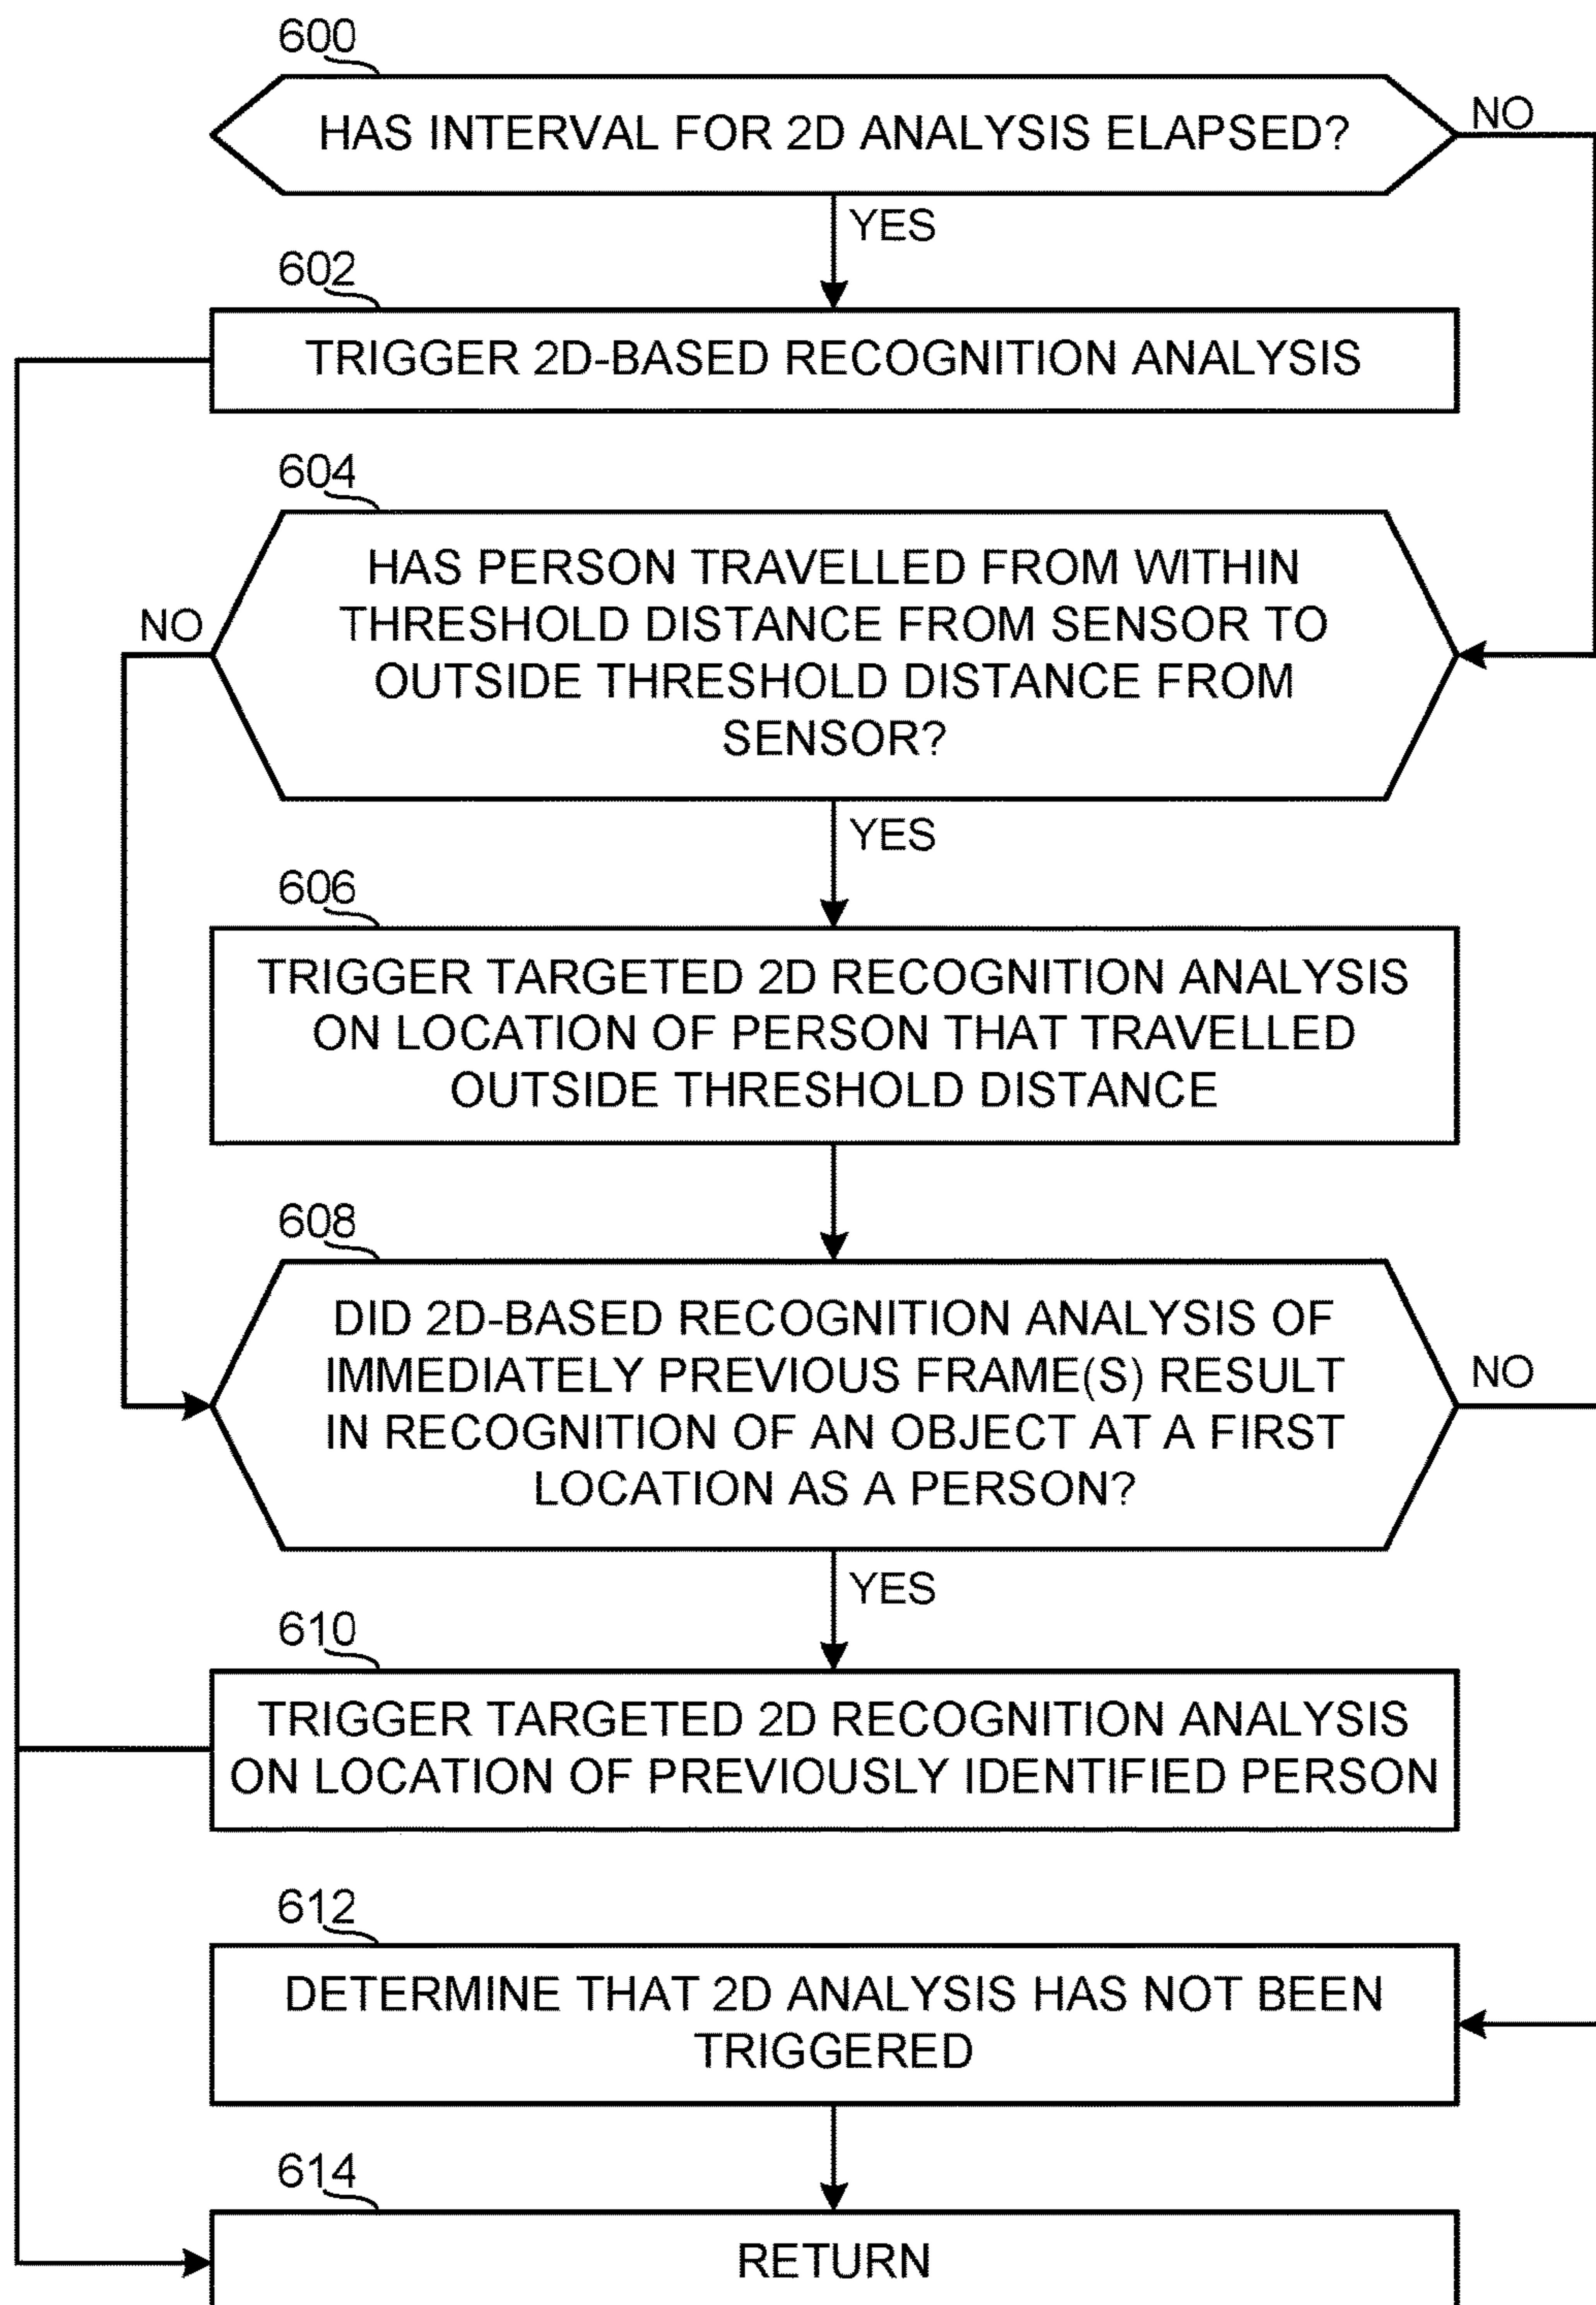 600
HAS INTERVAL FOR 2D ANALYSIS ELAPSED?
NO
YES
602
TRIGGER 2D-BASED RECOGNITION ANALYSIS
604
HAS PERSON TRAVELLED FROM WITHIN
THRESHOLD DISTANCE FROM SENSOR TO
OUTSIDE THRESHOLD DISTANCE FROM
SENSOR?
NO
YES
606
TRIGGER TARGETED 2D RECOGNITION ANALYSIS
ON LOCATION OF PERSON THAT TRAVELLED
OUTSIDE THRESHOLD DISTANCE
608
DID 2D-BASED RECOGNITION ANALYSIS OF
IMMEDIATELY PREVIOUS FRAME(S) RESULT
IN RECOGNITION OF AN OBJECT AT A FIRST
LOCATION AS A PERSON?
NO
YES
610
TRIGGER TARGETED 2D RECOGNITION ANALYSIS
ON LOCATION OF PREVIOUSLY IDENTIFIED PERSON
612
DETERMINE THAT 2D ANALYSIS HAS NOT BEEN
TRIGGERED
614
RETURN